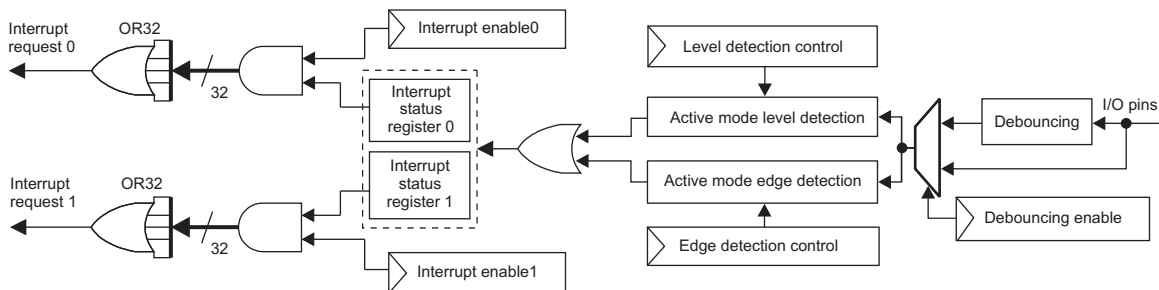 Interrupt
request 0
OR32
32
Interrupt enable0
Interrupt
status
register 0
Level detection control
Active mode level detection
Debouncing
I/O pins
Interrupt
request 1
OR32
32
Interrupt
status
register 1
Interrupt enable1
Active mode edge detection
Edge detection control
Debouncing enable